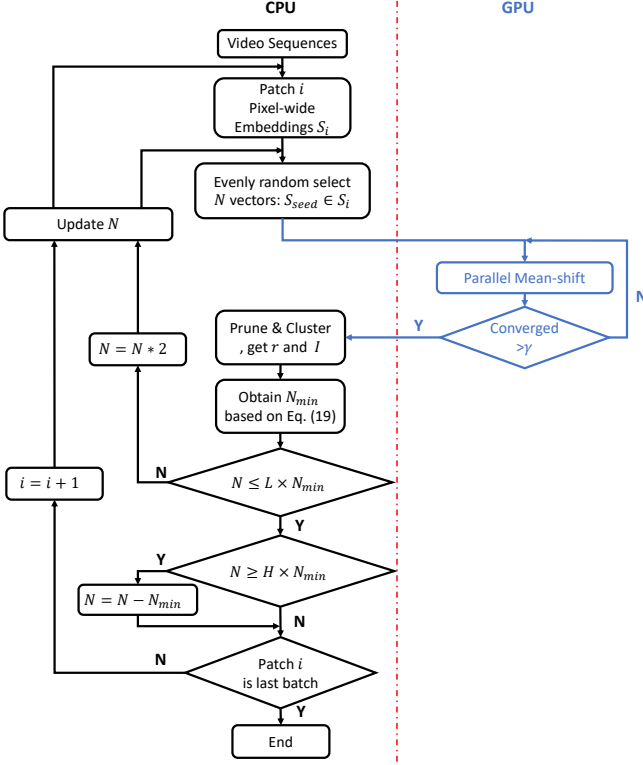 CPU
GPU
Video Sequences
Patch i
Pixel-wide
Embeddings S_i
Evenly random select
N vectors: S_seed ∈ S_i
Update N
Parallel Mean-shift
N
Converged
>γ
Y
Prune & Cluster
, get r and I
N = N * 2
Obtain N_min
based on Eq. (19)
N
N ≤ L × N_min
i = i + 1
Y
Y
N ≥ H × N_min
N = N − N_min
N
N
Patch i
is last batch
Y
End